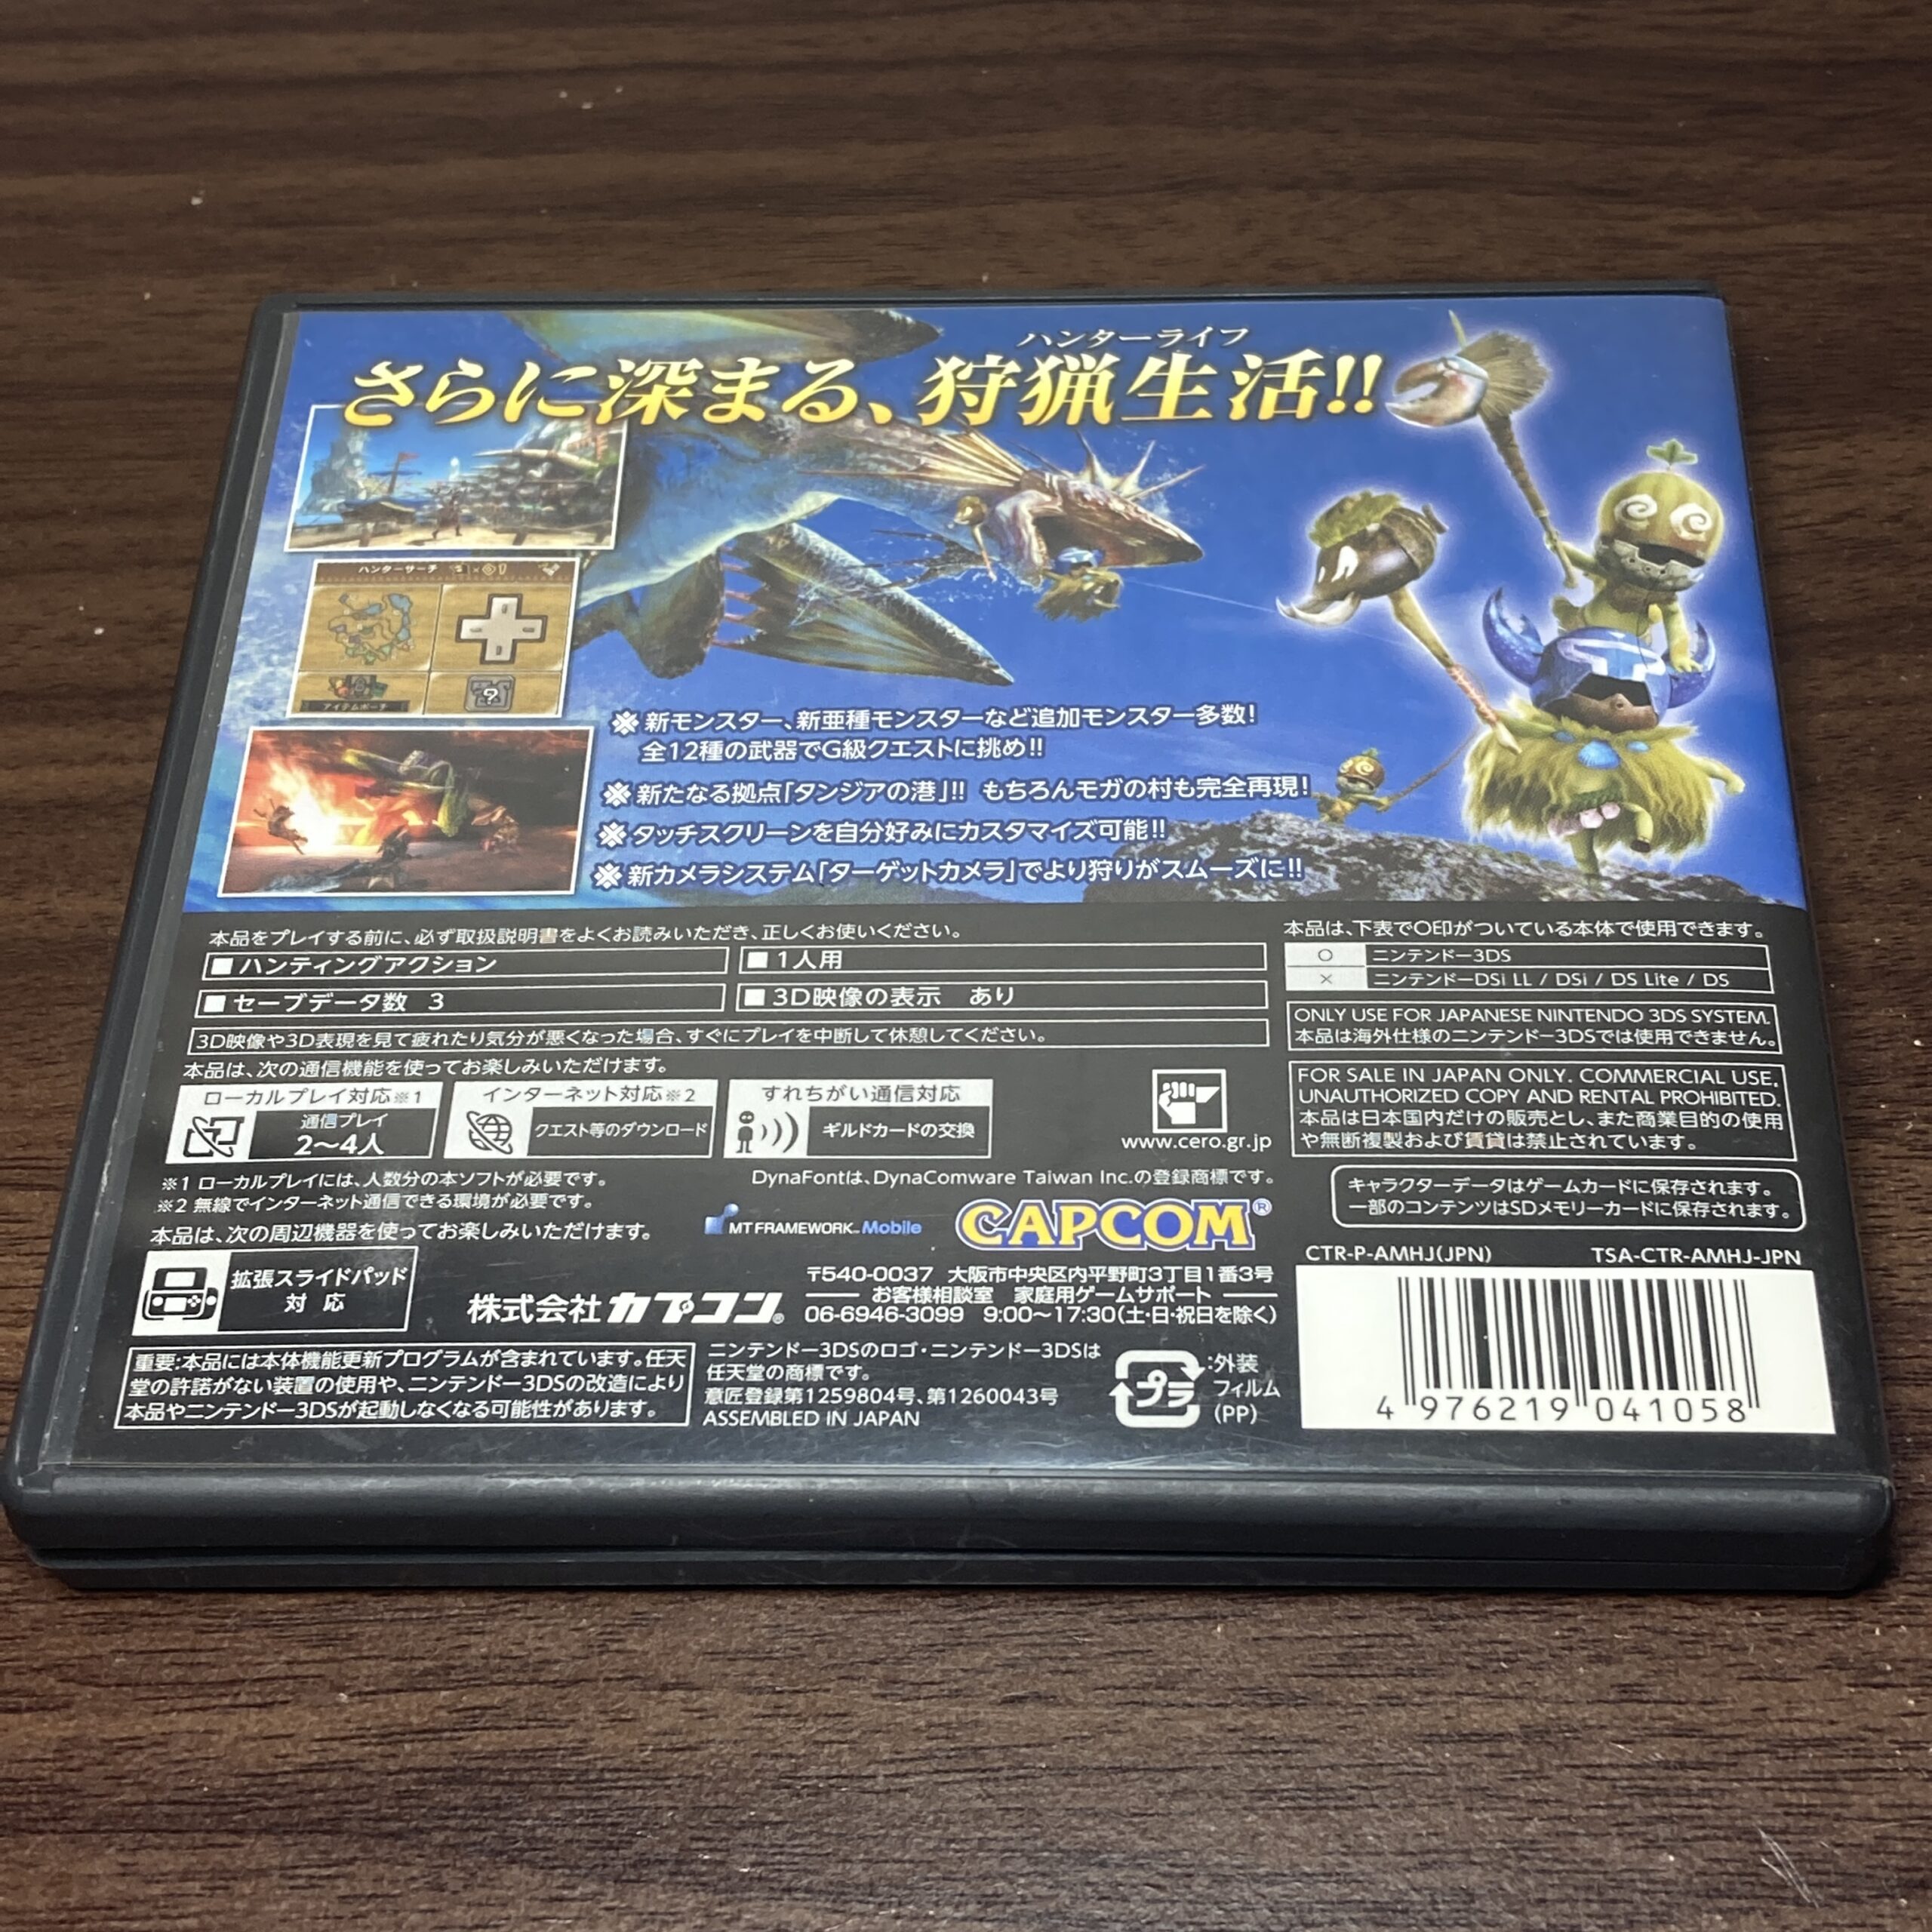 ハンターライフ
さらに深まる、狩猟生活!!
ハンターサーチ
アイテムポーチ
?
※新モンスター、新亜種モンスターなど追加モンスター多数!
全12種の武器でG級クエストに挑め!!
※新たなる拠点「タンジアの港」!! もちろんモガの村も完全再現!
※タッチスクリーンを自分好みにカスタマイズ可能!!
※新カメラシステム「ターゲットカメラ」でより狩りがスムーズに!!
本品をプレイする前に、必ず取扱説明書をよくお読みいただき、正しくお使いください。
■ハンティングアクション
■1人用
■セーブデータ数 3
■3D映像の表示 あり
3D映像や3D表現を見て疲れたり気分が悪くなった場合、すぐにプレイを中断して休憩してください。
本品は、次の通信機能を使ってお楽しみいただけます。
ローカルプレイ対応※1
通信プレイ
2〜4人
インターネット対応※2
クエスト等のダウンロード
すれちがい通信対応
ギルドカードの交換
www.cero.gr.jp
※1 ローカルプレイには、人数分の本ソフトが必要です。
※2 無線でインターネット通信できる環境が必要です。
本品は、次の周辺機器を使ってお楽しみいただけます。
拡張スライドパッド
対 応
DynaFontは、DynaComware Taiwan Inc.の登録商標です。
MT FRAMEWORK Mobile
CAPCOM®
株式会社カプコン®
〒540-0037 大阪市中央区内平野町3丁目1番3号
お客様相談室 家庭用ゲームサポート
06-6946-3099 9:00〜17:30(土・日・祝日を除く)
重要:本品には本体機能更新プログラムが含まれています。任天
堂の許諾がない装置の使用や、ニンテンドー3DSの改造により
本品やニンテンドー3DSが起動しなくなる可能性があります。
ニンテンドー3DSのロゴ・ニンテンドー3DSは
任天堂の商標です。
意匠登録第1259804号、第1260043号
ASSEMBLED IN JAPAN
プラ
:外装
フィルム
(PP)
本品は、下表で○印がついている本体で使用できます。
○ ニンテンドー3DS
× ニンテンドーDSi LL / DSi / DS Lite / DS
ONLY USE FOR JAPANESE NINTENDO 3DS SYSTEM.
本品は海外仕様のニンテンドー3DSでは使用できません。
FOR SALE IN JAPAN ONLY. COMMERCIAL USE,
UNAUTHORIZED COPY AND RENTAL PROHIBITED.
本品は日本国内だけの販売とし、また商業目的の使用
や無断複製および賃貸は禁止されています。
キャラクターデータはゲームカードに保存されます。
一部のコンテンツはSDメモリーカードに保存されます。
CTR-P-AMHJ(JPN)
TSA-CTR-AMHJ-JPN
4 976219 041058